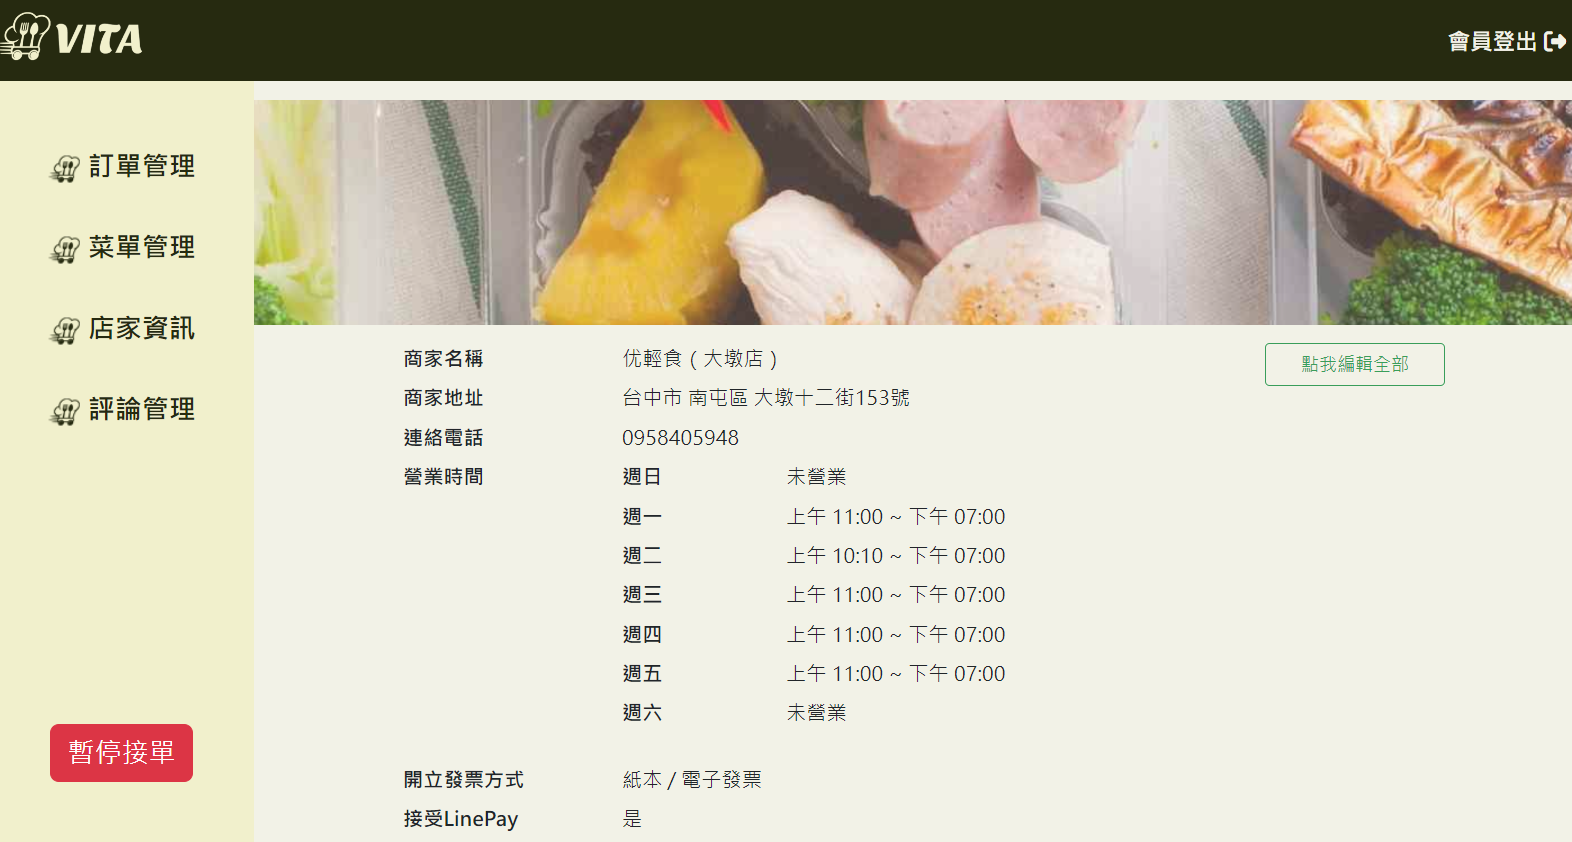 VITA
會員登出
訂單管理
菜單管理
店家資訊
評論管理
暫停接單
點我編輯全部
商家名稱 优輕食 ( 大墩店 )
商家地址 台中市 南屯區 大墩十二街153號
連絡電話 0958405948
營業時間 週日 未營業
週一 上午 11:00 ~ 下午 07:00
週二 上午 10:10 ~ 下午 07:00
週三 上午 11:00 ~ 下午 07:00
週四 上午 11:00 ~ 下午 07:00
週五 上午 11:00 ~ 下午 07:00
週六 未營業
開立發票方式 紙本 / 電子發票
接受LinePay 是